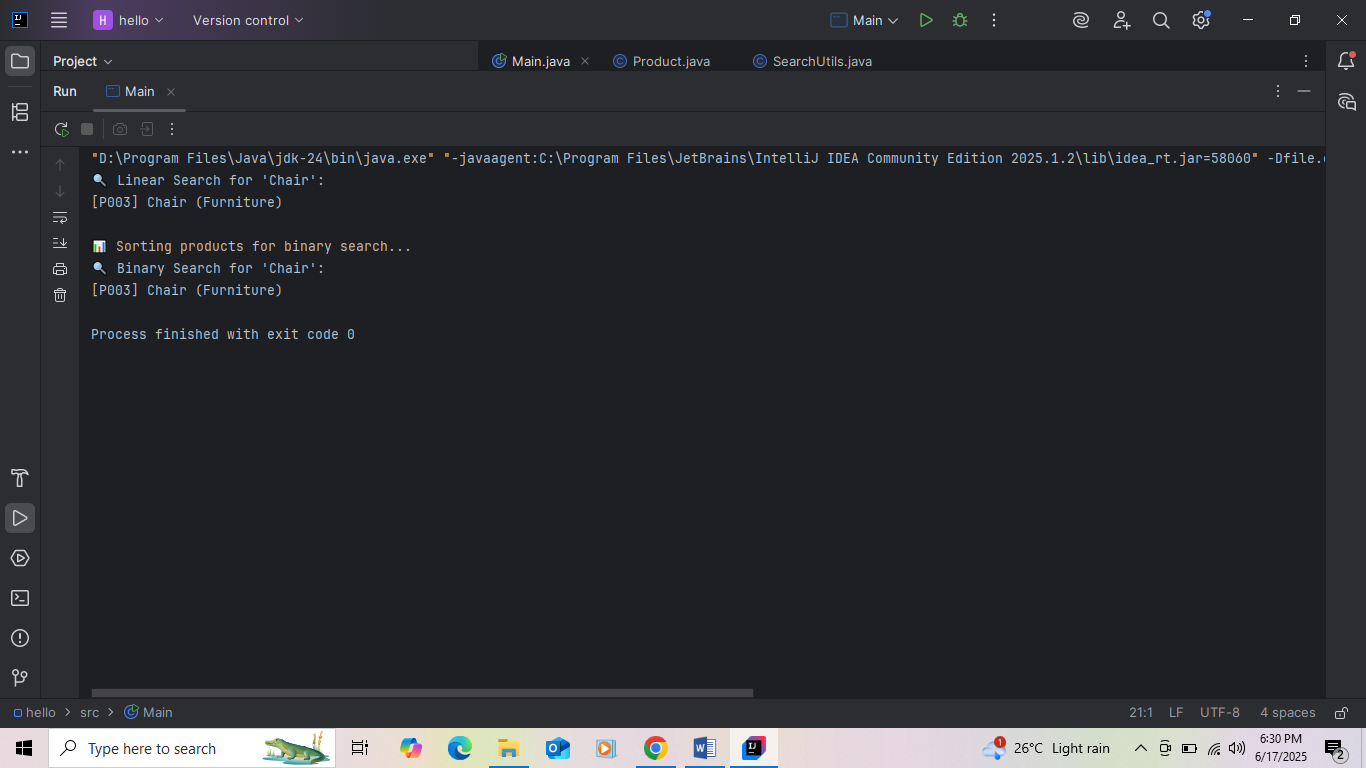 H hello Version control Main
Project Main.java Product.java SearchUtils.java
Run Main
"D:\Program Files\Java\jdk-24\bin\java.exe" "-javaagent:C:\Program Files\JetBrains\IntelliJ IDEA Community Edition 2025.1.2\lib\idea_rt.jar=58060" -Dfile.
🔍 Linear Search for 'Chair':
[P003] Chair (Furniture)
📊 Sorting products for binary search...
🔍 Binary Search for 'Chair':
[P003] Chair (Furniture)
Process finished with exit code 0
hello > src > Main 21:1 LF UTF-8 4 spaces
Type here to search 1 26°C Light rain 6:30 PM
6/17/2025 2